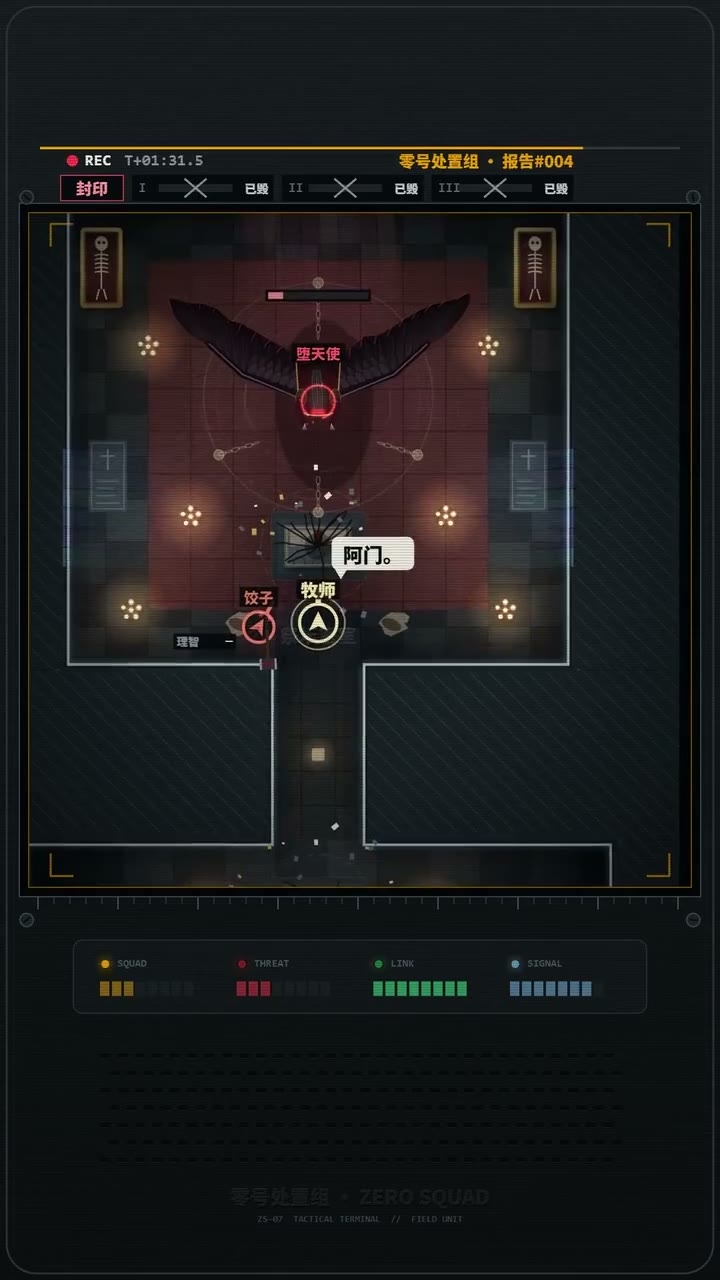 REC T+01:31.5 零号处置组 • 报告#004
封印 I 已毁 II 已毁 III 已毁
堕天使
阿门。
牧师
饺子
理智
SQUAD THREAT LINK SIGNAL
零号处置组 • ZERO SQUAD
ZS-07 TACTICAL TERMINAL // FIELD UNIT